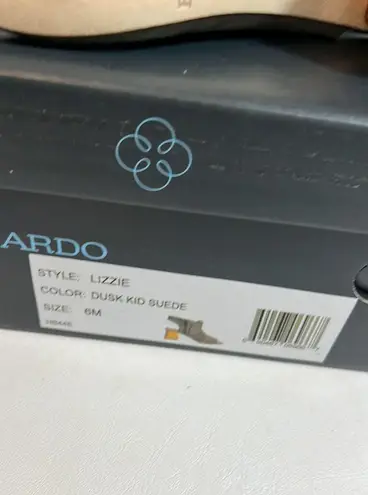 ARDO
STYLE: LIZZIE
COLOR: DUSK KID SUEDE
SIZE: 6M